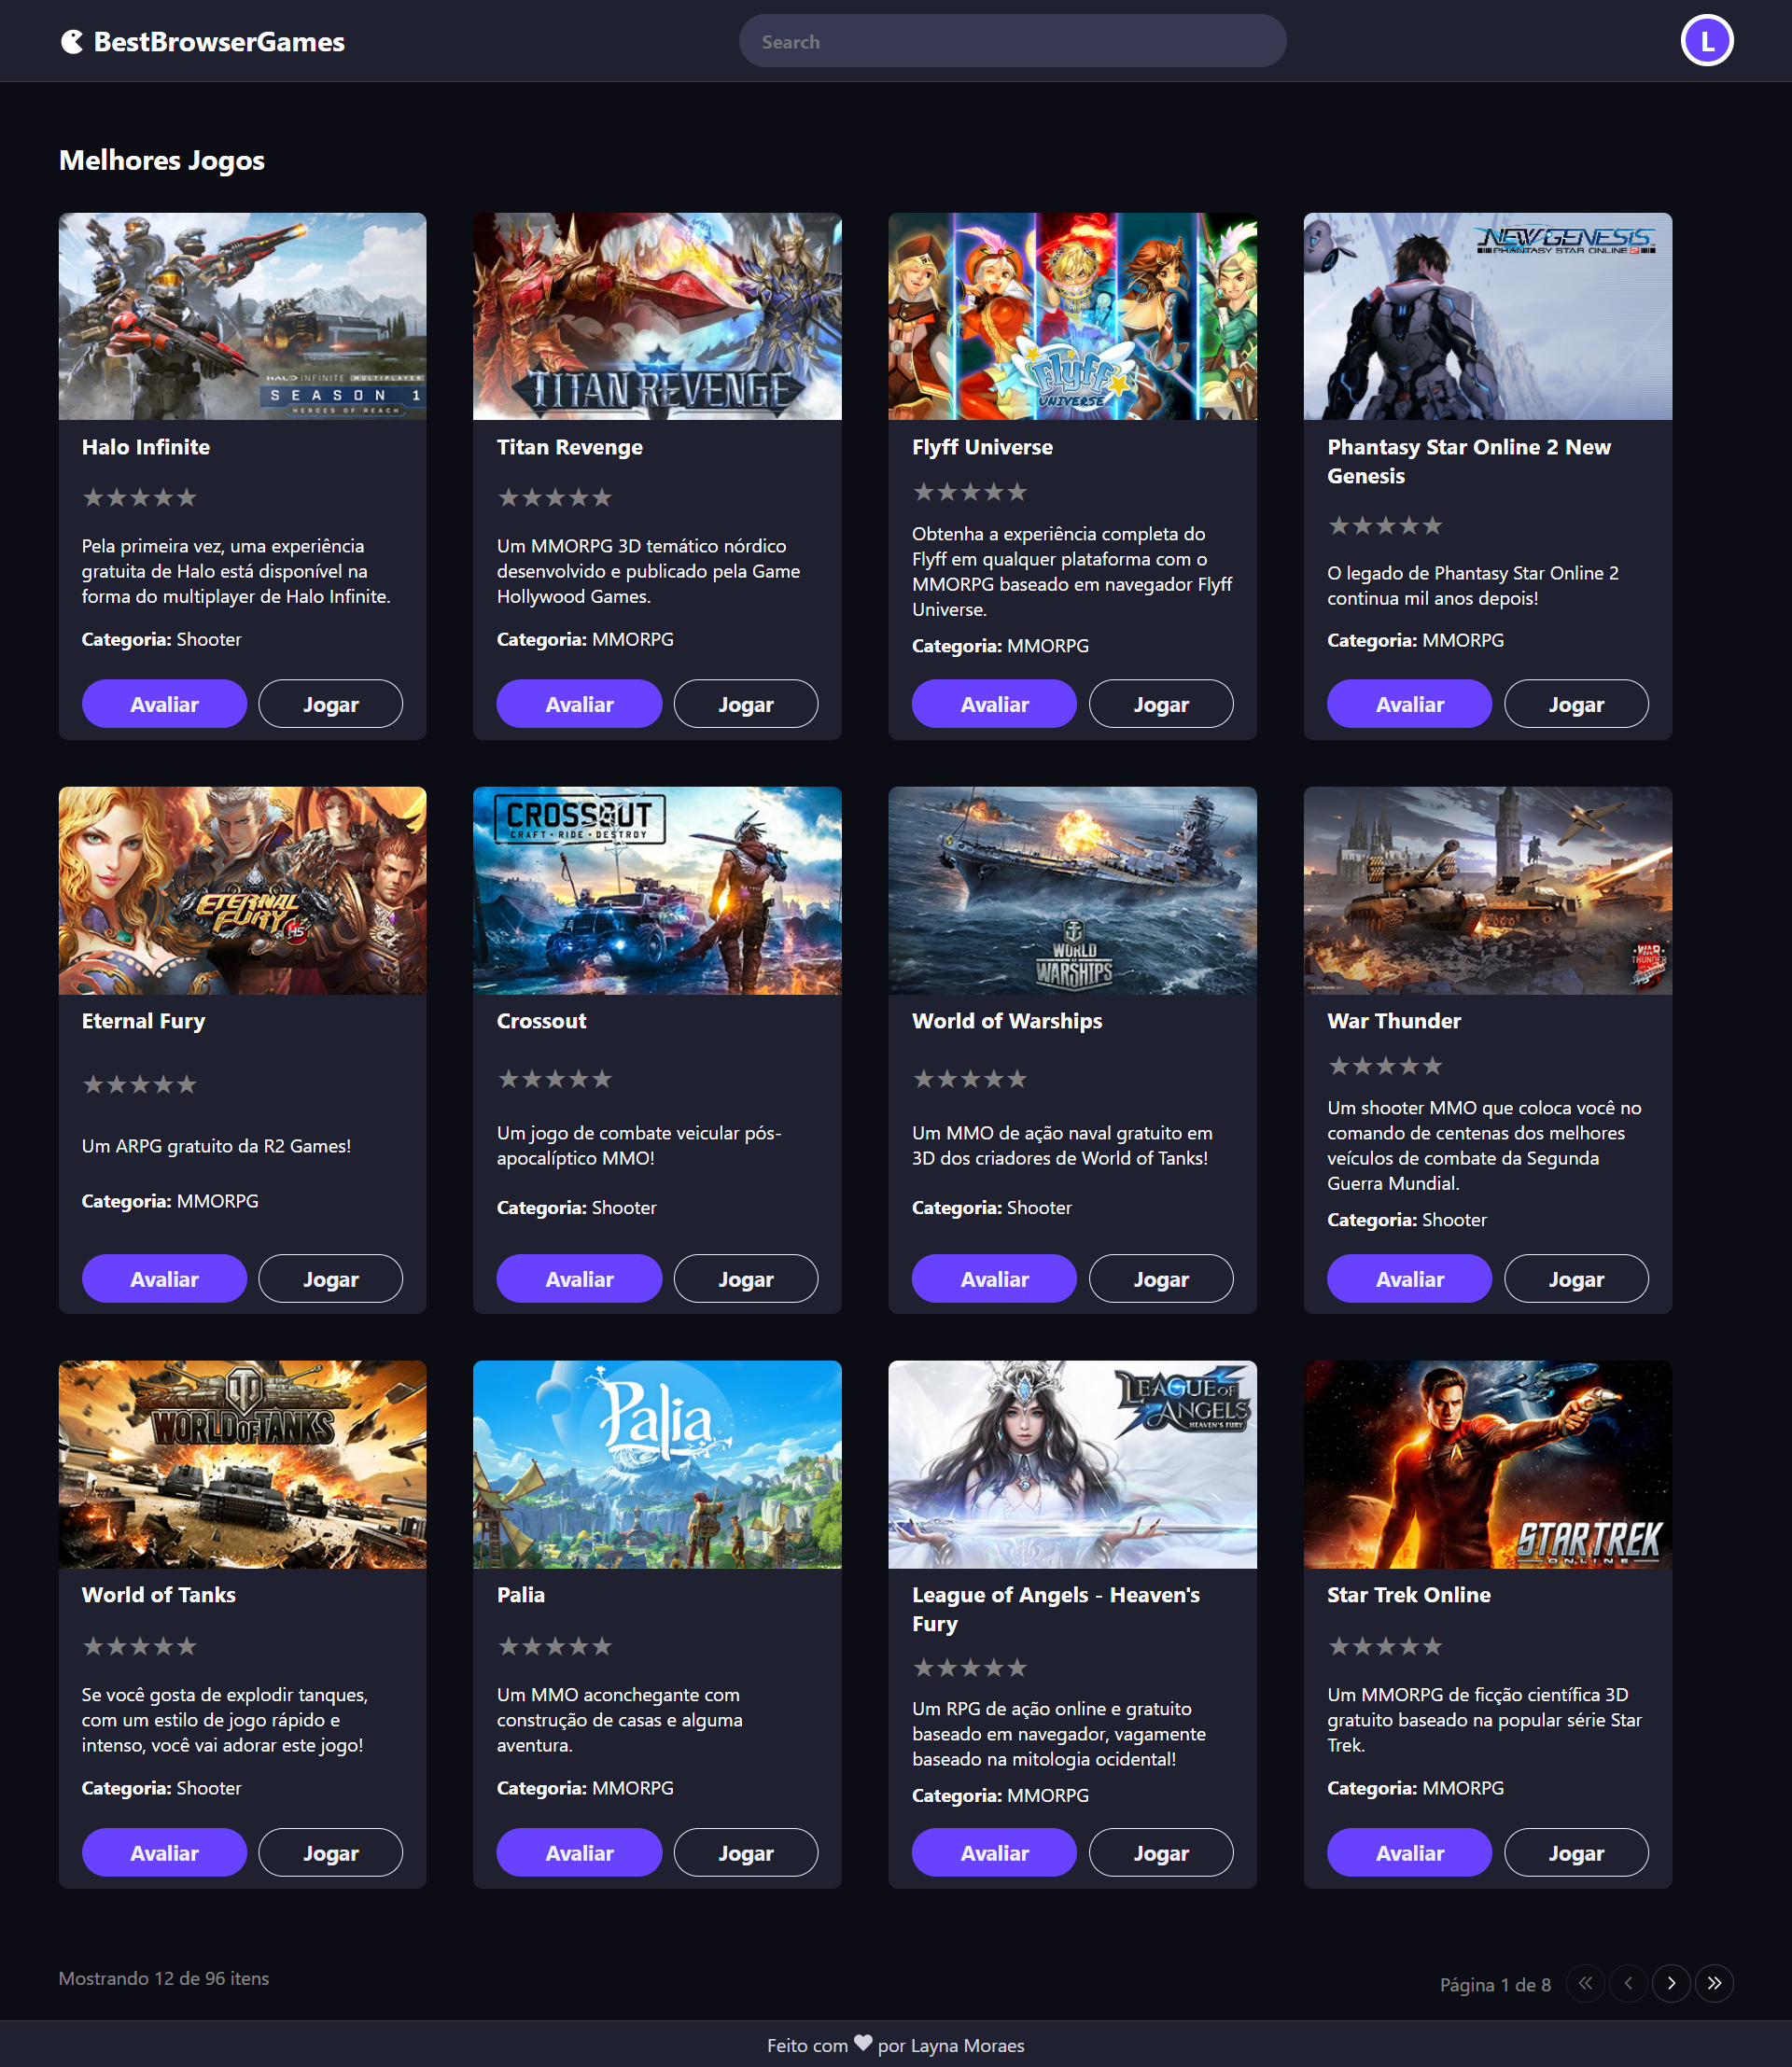 BestBrowserGames
Search
L
Melhores Jogos
HALO INFINITE MULTIPLAYER
SEASON 1
HEROES OF REACH
TITAN REVENGE
Flyff
UNIVERSE
NEW GENESIS
PHANTASY STAR ONLINE 2
Halo Infinite
★★★★★
Pela primeira vez, uma experiência
gratuita de Halo está disponível na
forma do multiplayer de Halo Infinite.
Categoria: Shooter
Avaliar
Jogar
Titan Revenge
★★★★★
Um MMORPG 3D temático nórdico
desenvolvido e publicado pela Game
Hollywood Games.
Categoria: MMORPG
Avaliar
Jogar
Flyff Universe
★★★★★
Obtenha a experiência completa do
Flyff em qualquer plataforma com o
MMORPG baseado em navegador Flyff
Universe.
Categoria: MMORPG
Avaliar
Jogar
Phantasy Star Online 2 New
Genesis
★★★★★
O legado de Phantasy Star Online 2
continua mil anos depois!
Categoria: MMORPG
Avaliar
Jogar
ETERNAL
FURY
H5
CROSSOUT
CRAFT · RIDE · DESTROY
WORLD
OF
WARSHIPS
WAR
THUNDER
Eternal Fury
★★★★★
Um ARPG gratuito da R2 Games!
Categoria: MMORPG
Avaliar
Jogar
Crossout
★★★★★
Um jogo de combate veicular pós-
apocalíptico MMO!
Categoria: Shooter
Avaliar
Jogar
World of Warships
★★★★★
Um MMO de ação naval gratuito em
3D dos criadores de World of Tanks!
Categoria: Shooter
Avaliar
Jogar
War Thunder
★★★★★
Um shooter MMO que coloca você no
comando de centenas dos melhores
veículos de combate da Segunda
Guerra Mundial.
Categoria: Shooter
Avaliar
Jogar
WORLD OF TANKS
Palia
LEAGUE OF
ANGELS
HEAVEN'S FURY
STAR TREK
ONLINE
World of Tanks
★★★★★
Se você gosta de explodir tanques,
com um estilo de jogo rápido e
intenso, você vai adorar este jogo!
Categoria: Shooter
Avaliar
Jogar
Palia
★★★★★
Um MMO aconchegante com
construção de casas e alguma
aventura.
Categoria: MMORPG
Avaliar
Jogar
League of Angels - Heaven's
Fury
★★★★★
Um RPG de ação online e gratuito
baseado em navegador, vagamente
baseado na mitologia ocidental!
Categoria: MMORPG
Avaliar
Jogar
Star Trek Online
★★★★★
Um MMORPG de ficção científica 3D
gratuito baseado na popular série Star
Trek.
Categoria: MMORPG
Avaliar
Jogar
Mostrando 12 de 96 itens
Página 1 de 8
Feito com ♥ por Layna Moraes